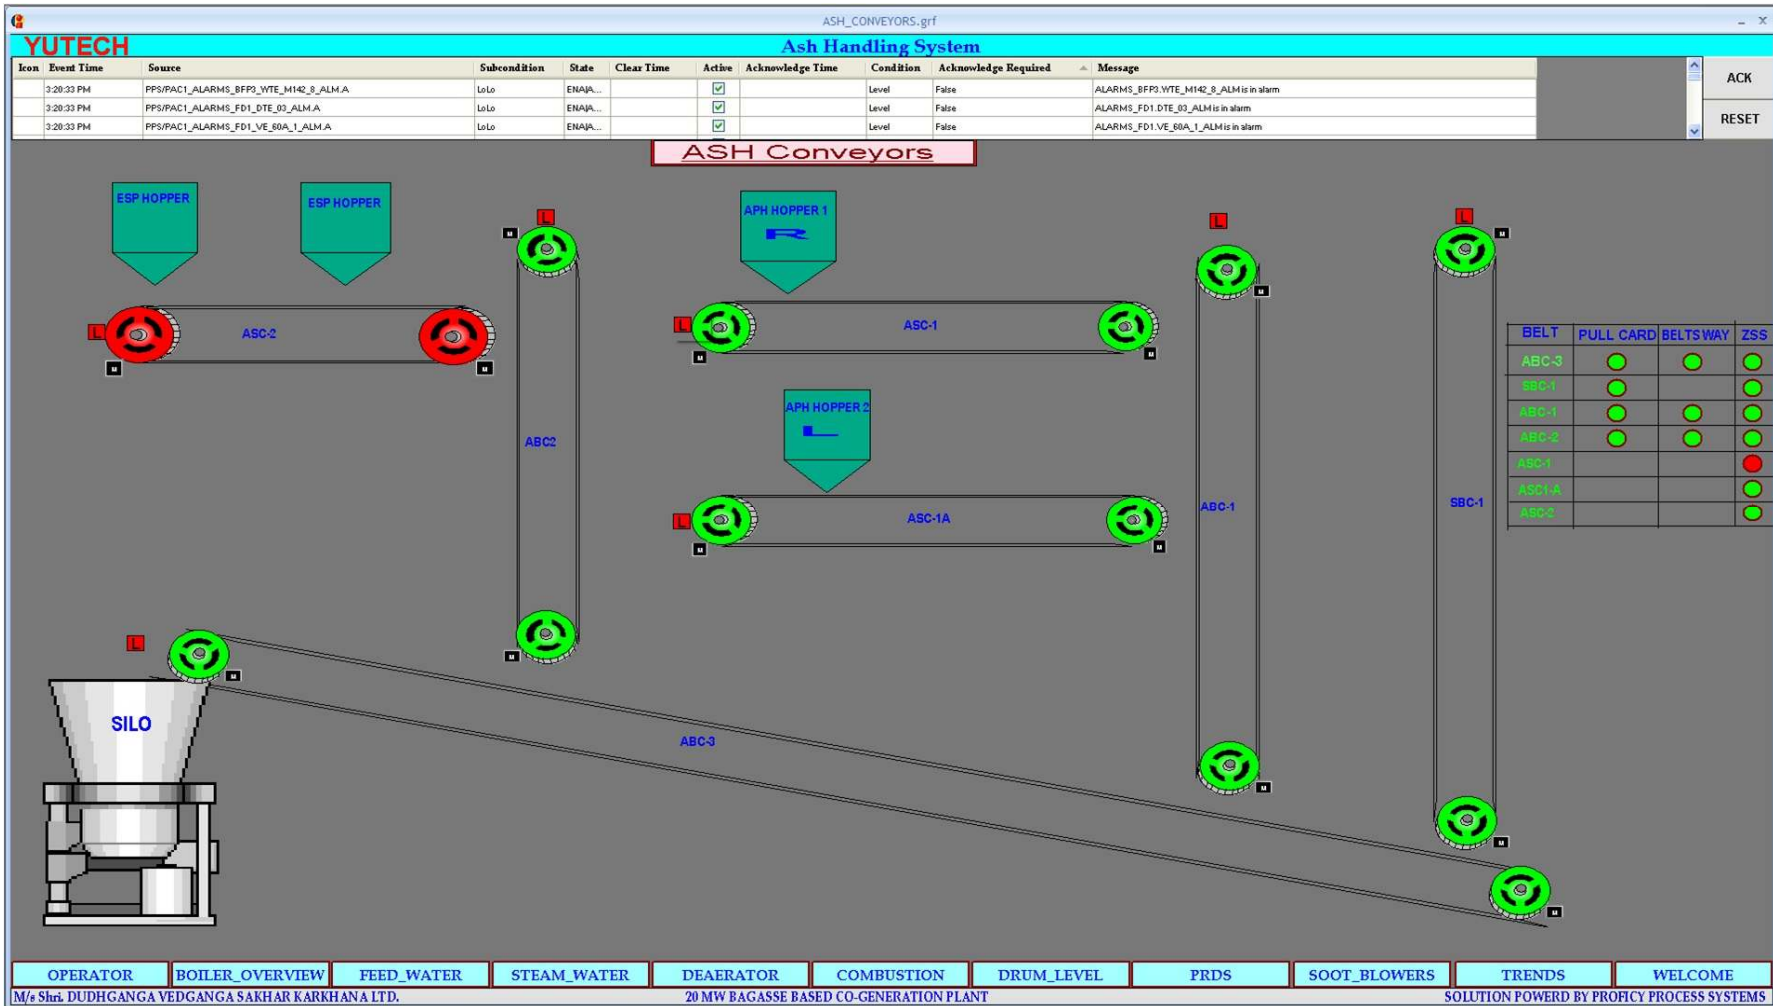 ASH_CONVEYORS.grf
YUTECH
Ash Handling System
Icon Event Time Source Subcondition State Clear Time Active Acknowledge Time Condition Acknowledge Required Message
3:20:33 PM PPS/PAC1_ALARMS_BFP3_WTE_M142_8_ALM.A LoLo ENA|A... Level False ALARMS_BFP3.WTE_M142_8_ALM is in alarm
3:20:33 PM PPS/PAC1_ALARMS_FD1_DTE_03_ALM.A LoLo ENA|A... Level False ALARMS_FD1.DTE_03_ALM is in alarm
3:20:33 PM PPS/PAC1_ALARMS_FD1_VE_60A_1_ALM.A LoLo ENA|A... Level False ALARMS_FD1.VE_60A_1_ALM is in alarm
ACK
RESET
ASH Conveyors
ESP HOPPER
ESP HOPPER
L
M
APH HOPPER 1
R
L
L
M
M
M
L
ASC-2
M
M
L
ASC-1
M
M
BELT PULL CARD BELTSWAY ZSS
ABC-3
SBC-1
ABC-1
ABC-2
ASC-1
ASC1-A
ASC-2
APH HOPPER 2
L
ABC2
ABC-1
SBC-1
L
ASC-1A
M
M
L
M
M
SILO
ABC-3
M
M
M
OPERATOR BOILER_OVERVIEW FEED_WATER STEAM_WATER DEAERATOR COMBUSTION DRUM_LEVEL PRDS SOOT_BLOWERS TRENDS WELCOME
M/s Shri. DUDHGANGA VEDGANGA SAKHAR KARKHANA LTD. 20 MW BAGASSE BASED CO-GENERATION PLANT SOLUTION POWERD BY PROFICY PROCESS SYSTEMS